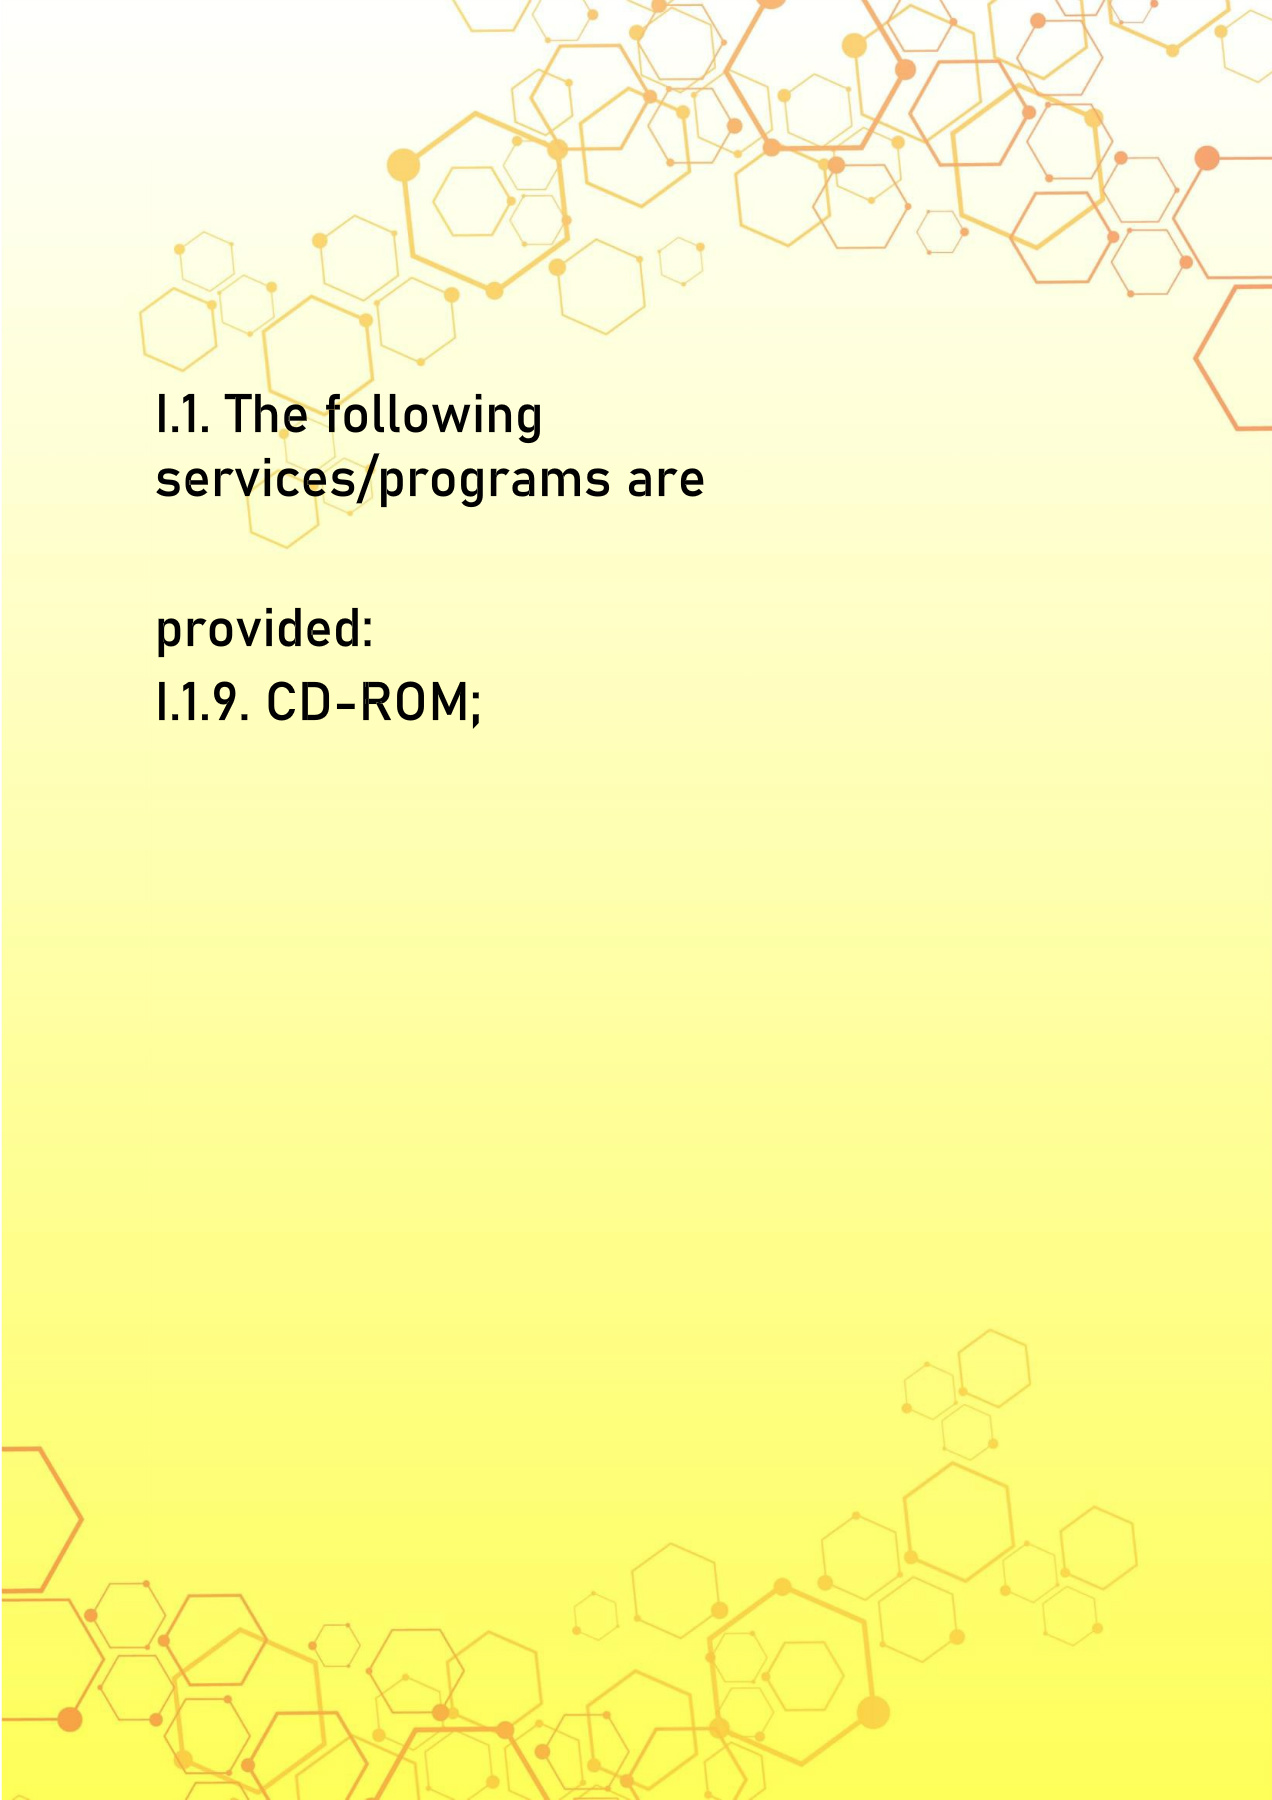 I.1. The following
services/programs are
provided:
I.1.9. CD-ROM;